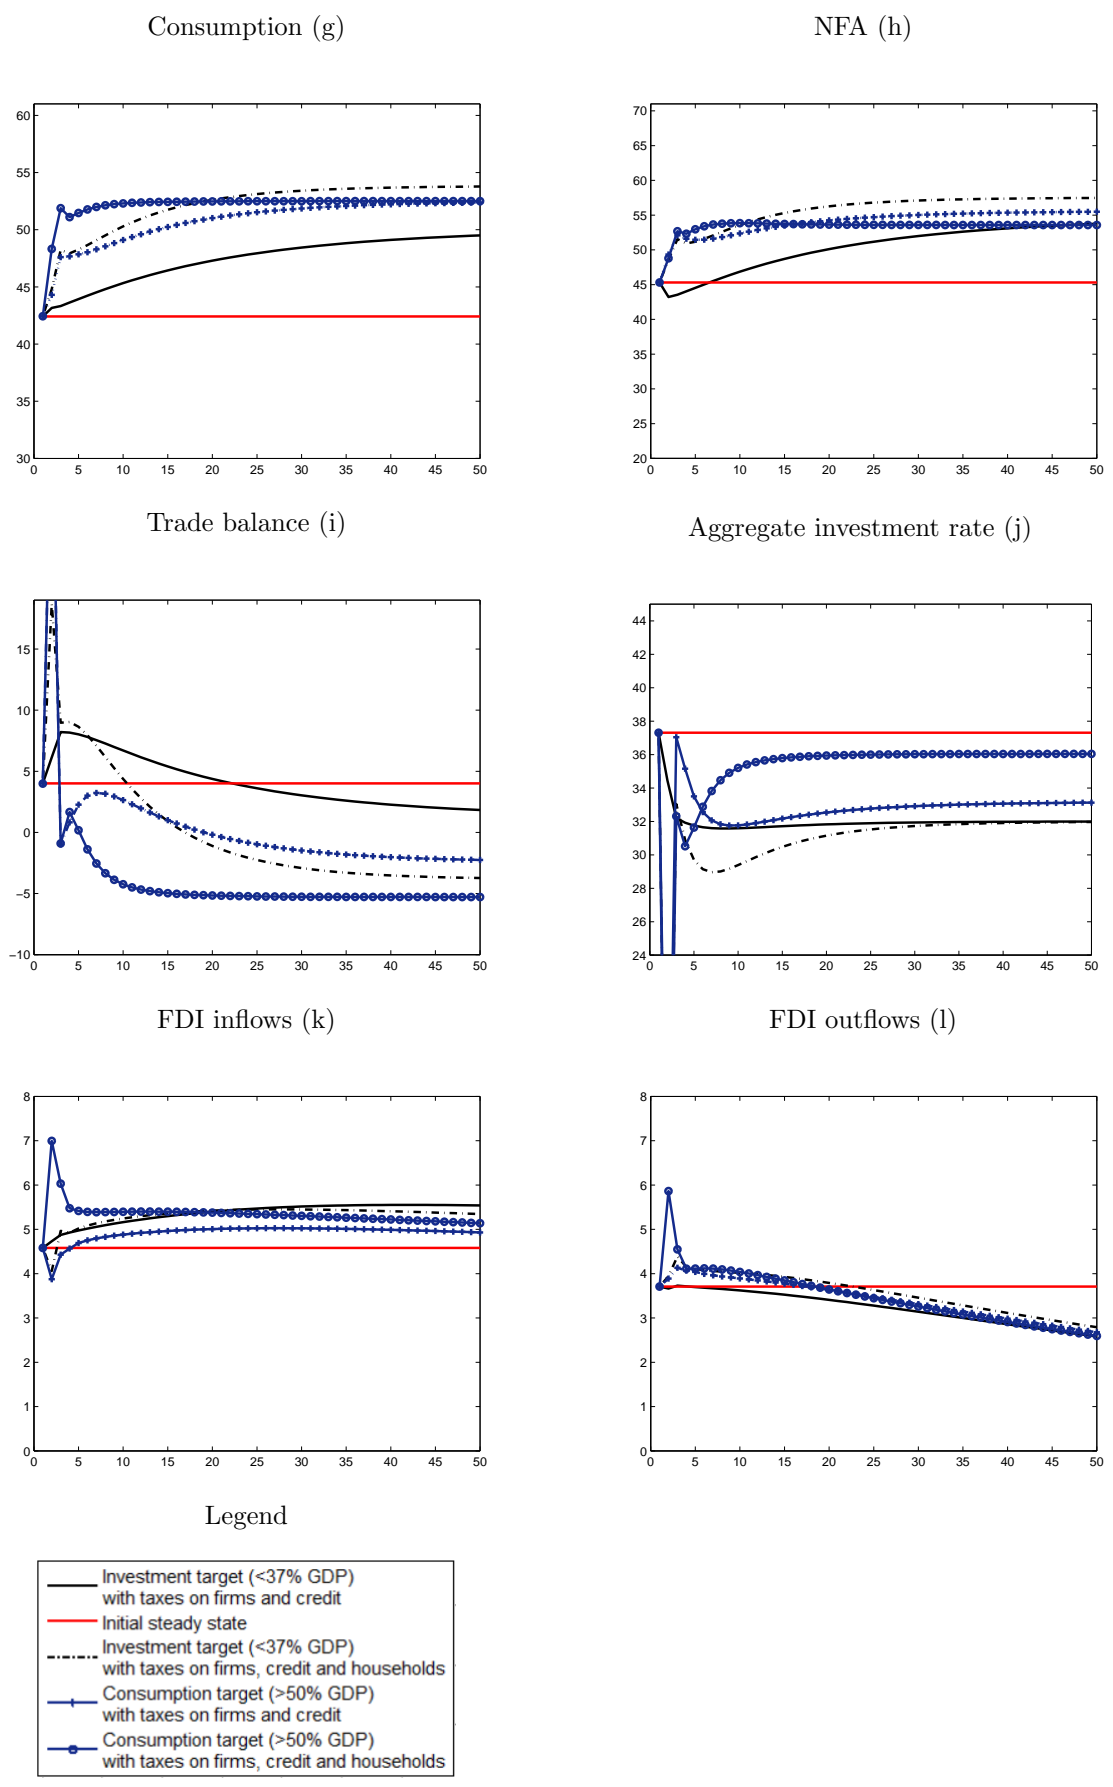 Consumption (g)
NFA (h)
60
55
50
45
40
35
30
0 5 10 15 20 25 30 35 40 45 50
70
65
60
55
50
45
40
35
30
25
20
0 5 10 15 20 25 30 35 40 45 50
Trade balance (i)
Aggregate investment rate (j)
15
10
5
0
−5
−10
0 5 10 15 20 25 30 35 40 45 50
44
42
40
38
36
34
32
30
28
26
24
0 5 10 15 20 25 30 35 40 45 50
FDI inflows (k)
FDI outflows (l)
8
7
6
5
4
3
2
1
0
0 5 10 15 20 25 30 35 40 45 50
8
7
6
5
4
3
2
1
0
0 5 10 15 20 25 30 35 40 45 50
Legend
Investment target (<37% GDP)
with taxes on firms and credit
Initial steady state
Investment target (<37% GDP)
with taxes on firms, credit and households
Consumption target (>50% GDP)
with taxes on firms and credit
Consumption target (>50% GDP)
with taxes on firms, credit and households